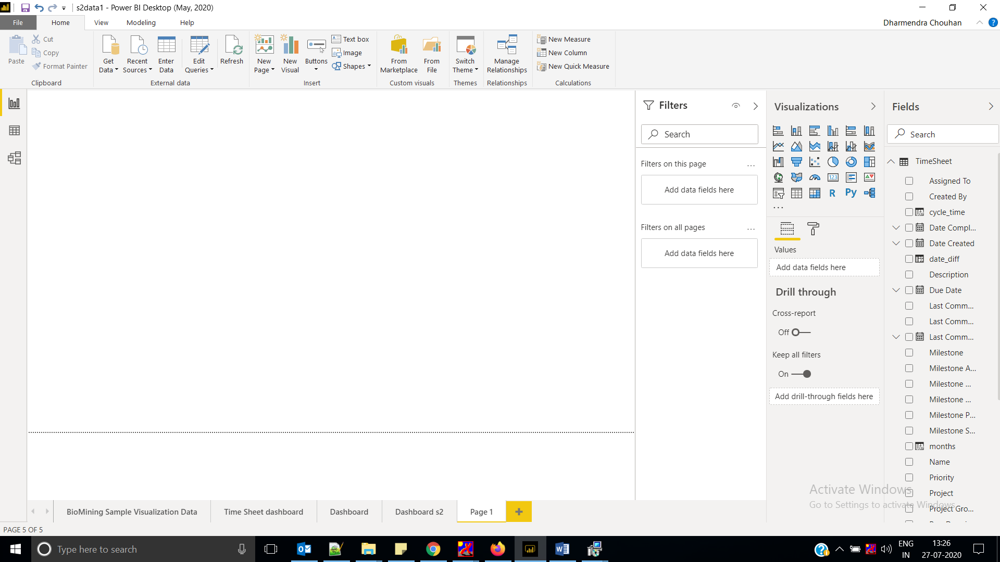 s2data1 - Power BI Desktop (May, 2020)
File Home View Modeling Help
Dharmendra Chouhan
Paste
Cut
Copy
Format Painter
Clipboard
Get Data
Recent Sources
Enter Data
Edit Queries
Refresh
External data
New Page
New Visual
Buttons
Text box
Image
Shapes
Insert
From Marketplace
From File
Custom visuals
Switch Theme
Themes
Manage Relationships
Relationships
New Measure
New Column
New Quick Measure
Calculations
Filters
Search
Filters on this page
...
Add data fields here
Filters on all pages
...
Add data fields here
Visualizations
123
R Py
...
Values
Add data fields here
Drill through
Cross-report
Off
Keep all filters
On
Add drill-through fields here
Fields
Search
TimeSheet
Assigned To
Created By
cycle_time
Date Compl...
Date Created
date_diff
Description
Due Date
Last Comm...
Last Comm...
Last Comm...
Milestone
Milestone A...
Milestone ...
Milestone ...
Milestone P...
Milestone S...
months
Name
Priority
Project
Project Gro...
Activate Windows
Go to Settings to activate Windows.
BioMining Sample Visualization Data
Time Sheet dashboard
Dashboard
Dashboard s2
Page 1
PAGE 5 OF 5
Type here to search
ENG
IN
13:26
27-07-2020